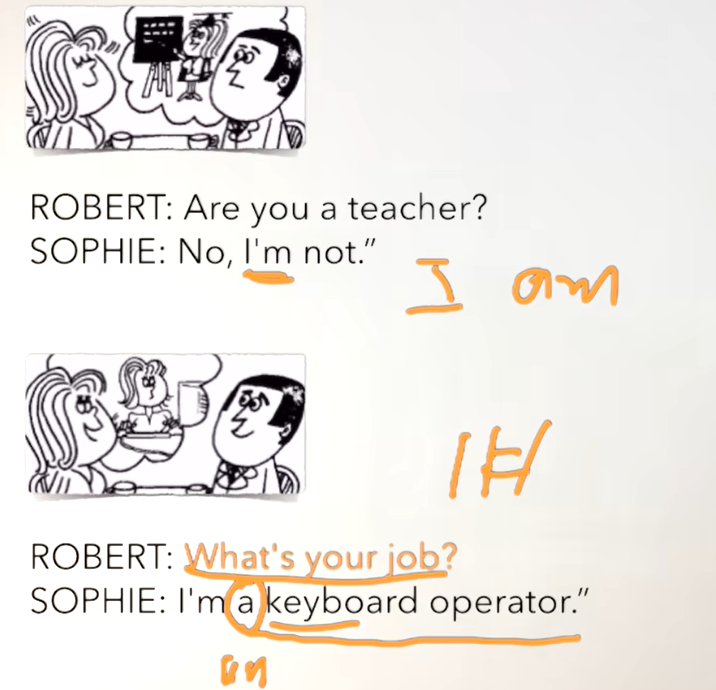 ROBERT: Are you a teacher?
SOPHIE: No, I'm not.”
I am
ROBERT: What's your job?
SOPHIE: I'm a keyboard operator.”
an